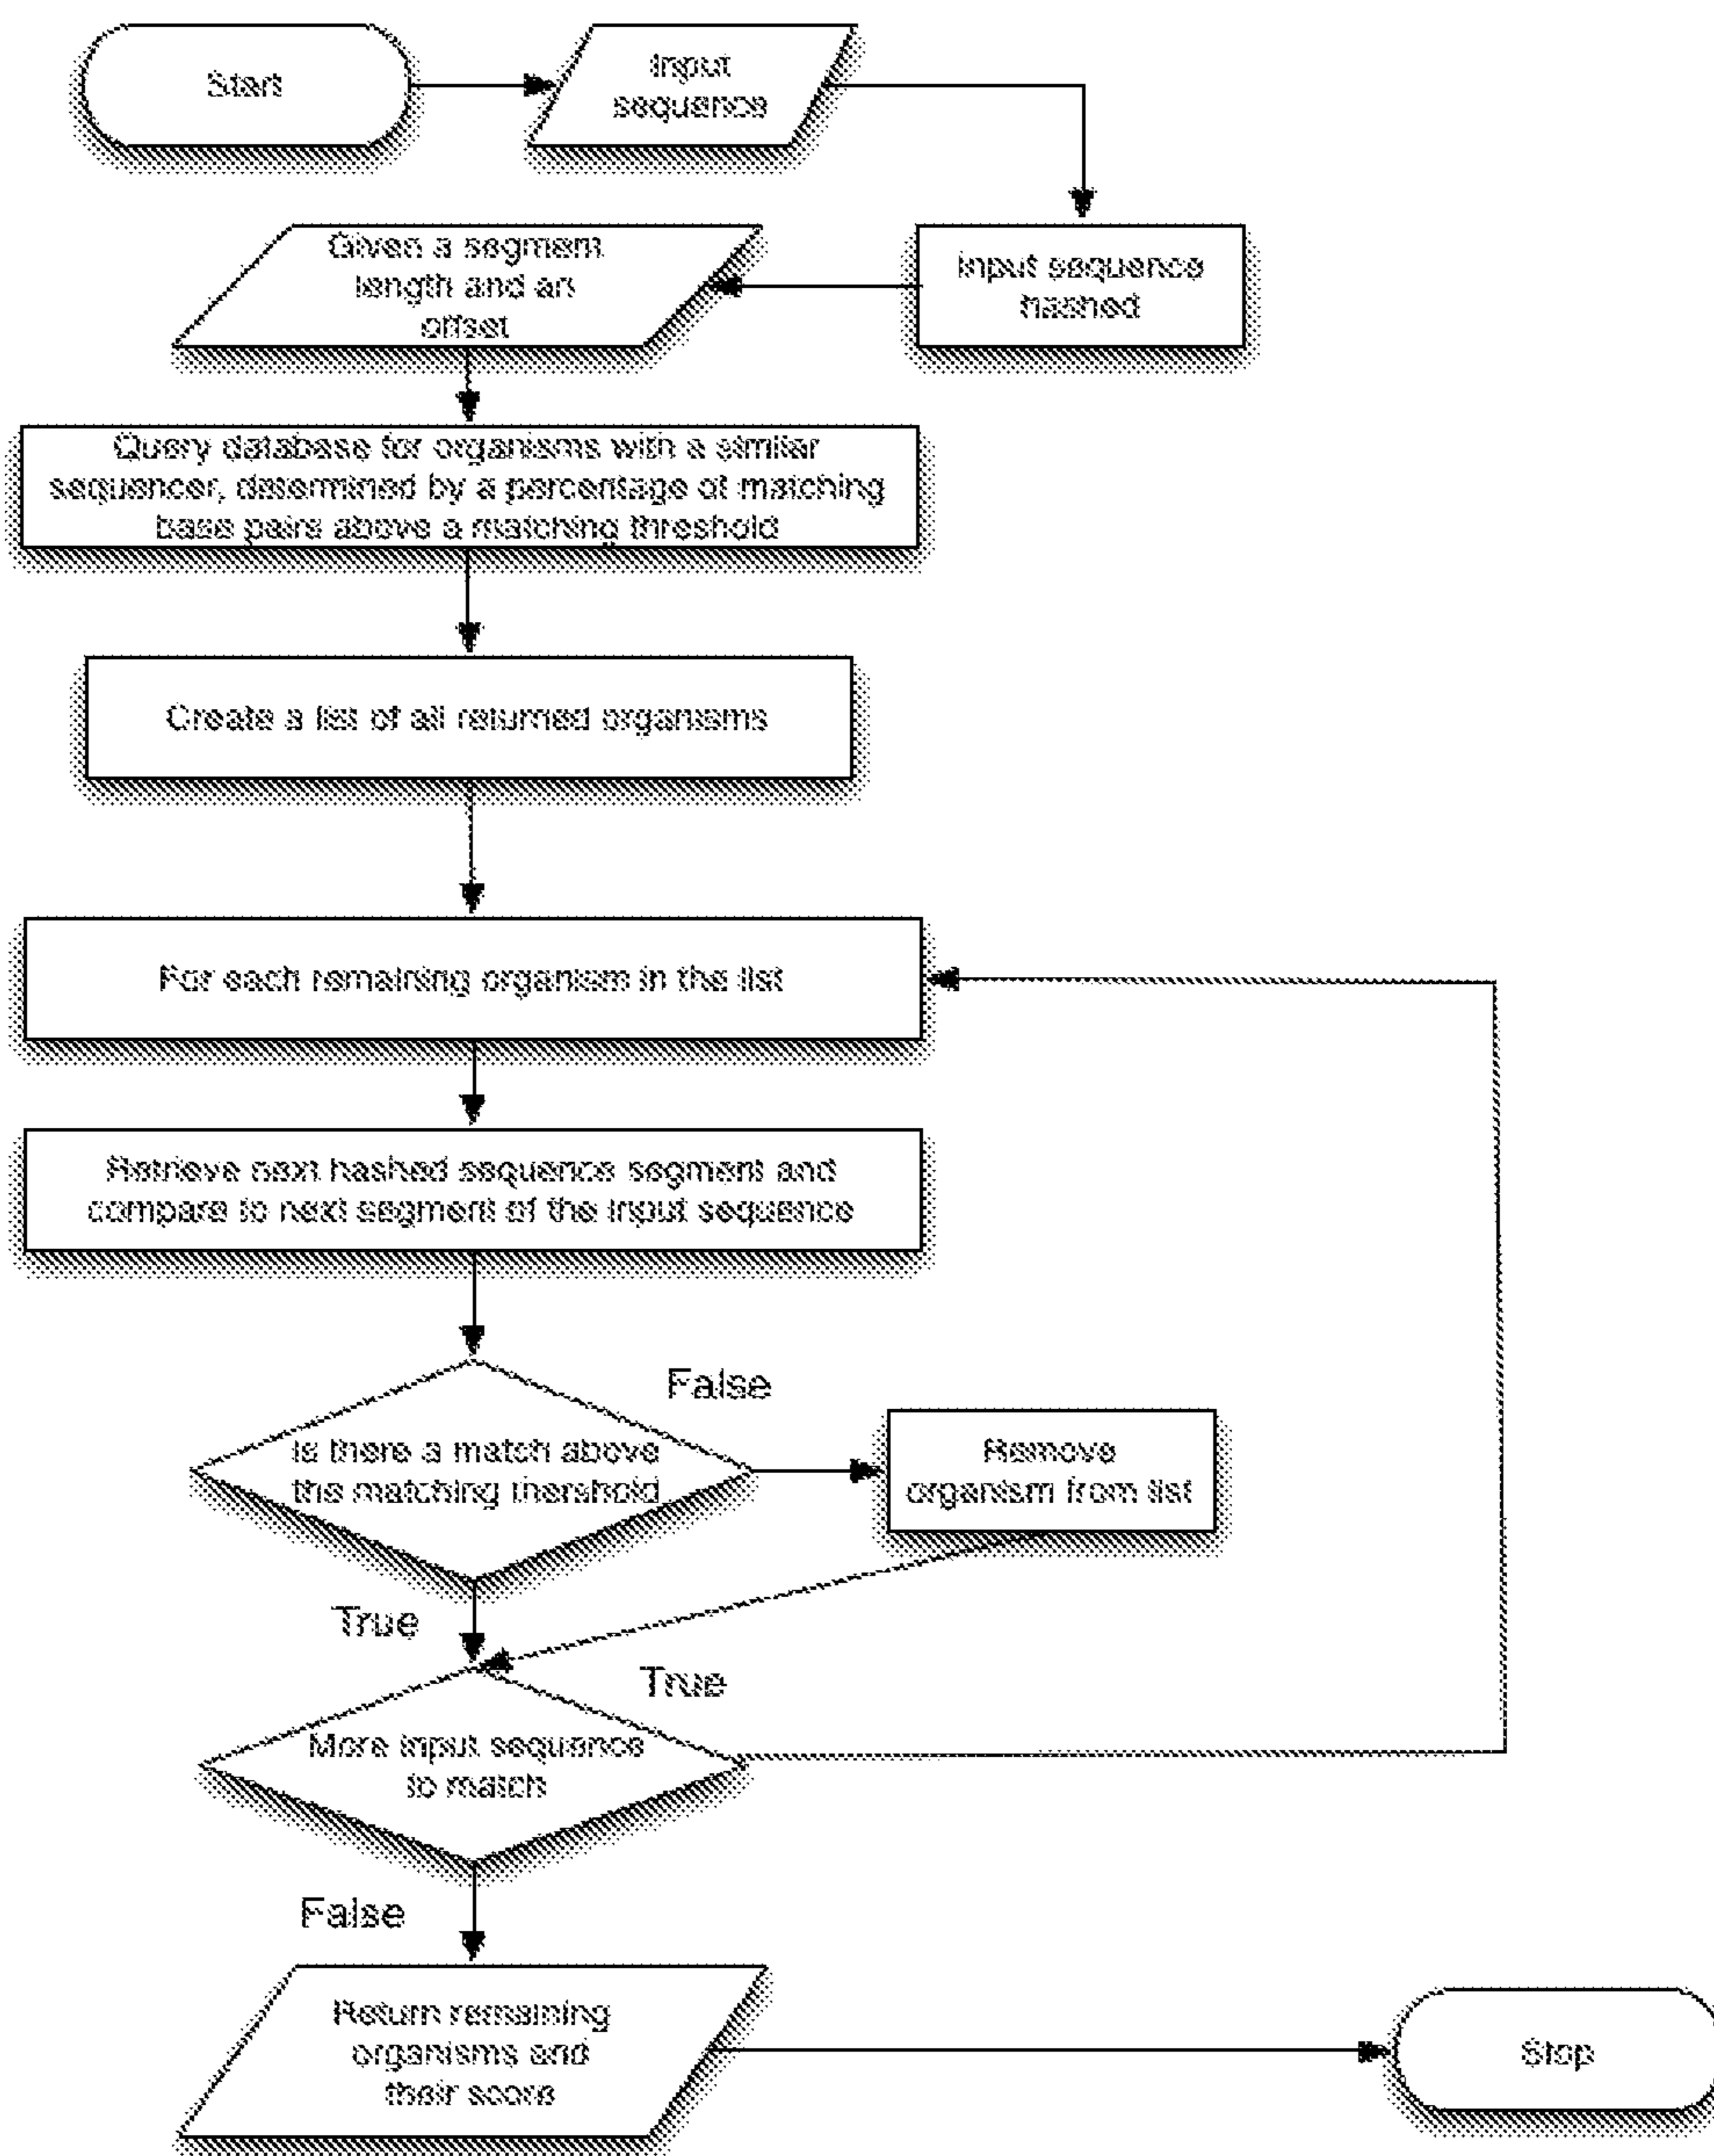 Start
Input
sequence
Input sequence
hashed
Given a segment
length and an
offset
Query database for organisms with a similar
sequencer, determined by a percentage of matching
base pairs above a matching threshold
Create a list of all returned organisms
For each remaining organism in the list
Retrieve next hashed sequence segment and
compare to next segment of the input sequence
Is there a match above
the matching thershold
False
Remove
organism from list
True
True
More input sequence
to match
False
Return remaining
organisms and
their score
Stop